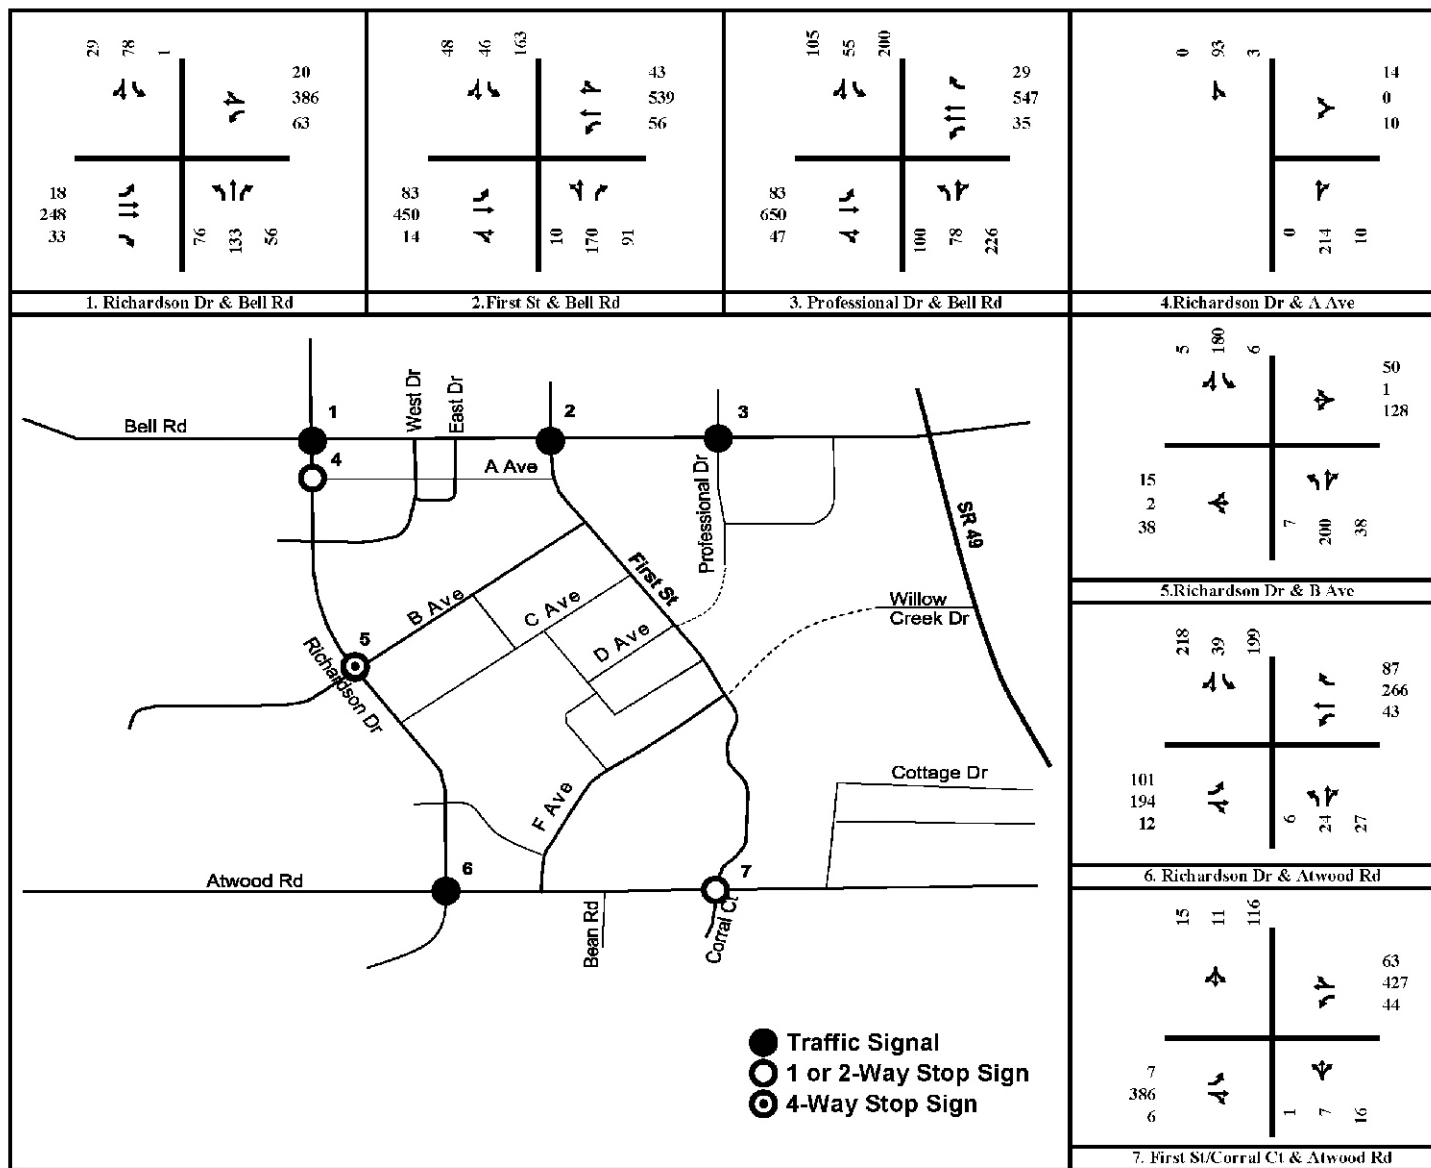 29 78 1
20
386
63
18
248
33
76 133 56
1. Richardson Dr & Bell Rd
48 46 163
43
539
56
83
450
14
10 170 91
2.First St & Bell Rd
105 55 200
29
547
35
83
650
47
100 78 226
3. Professional Dr & Bell Rd
0 93 3
14
0
10
0 214 10
4.Richardson Dr & A Ave
5 180 6
50
1
128
15
2
38
7 200 38
5.Richardson Dr & B Ave
218 39 199
87
266
43
101
194
12
6 24 27
6. Richardson Dr & Atwood Rd
15 11 116
63
427
44
7
386
6
1 7 16
7. First St/Corral Ct & Atwood Rd
Bell Rd
1
West Dr
East Dr
2
3
4
A Ave
Professional Dr
SR 49
First St
B Ave
C Ave
D Ave
Willow
Creek Dr
5
Richardson Dr
F Ave
Cottage Dr
Atwood Rd
6
7
Bean Rd
Corral Ct
Traffic Signal
1 or 2-Way Stop Sign
4-Way Stop Sign